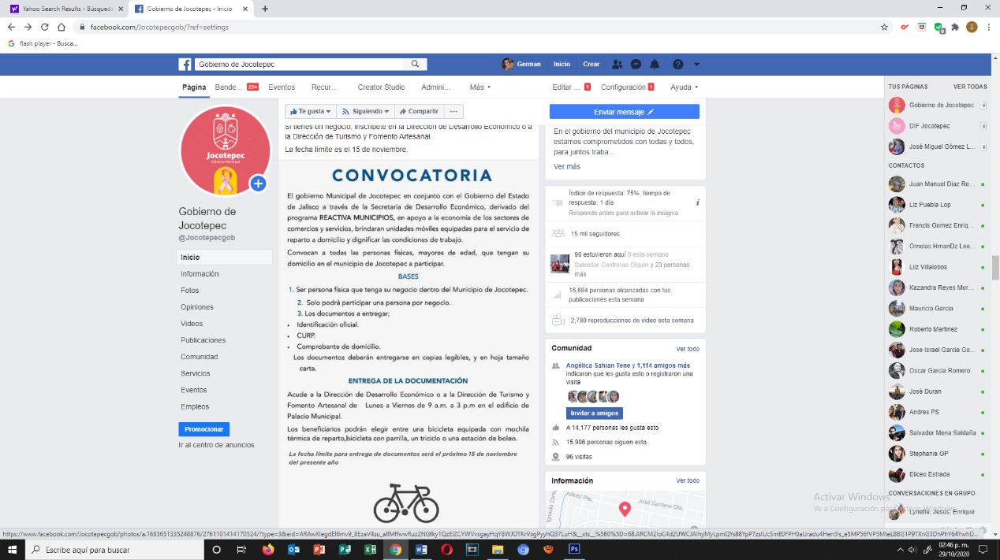 Yahoo Search Results - Búsqued
Gobierno de Jocotepec - Inicio
facebook.com/Jocotepecgob/?ref=settings
flash player - Busca...
Gobierno de Jocotepec
German
Inicio
Crear
Página
Bande...
20+
Eventos
Recur...
Creator Studio
Admini...
Más
Editar ...
1
Configuración
1
Ayuda
Jocotepec
Gobierno Municipal
Gobierno de
Jocotepec
@Jocotepecgob
Inicio
Información
Fotos
Opiniones
Videos
Publicaciones
Comunidad
Servicios
Eventos
Empleos
Promocionar
Ir al centro de anuncios
Te gusta
Siguiendo
Compartir
Si tienes un negocio, inscríbete en la Dirección de Desarrollo Económico o a
la Dirección de Turismo y Fomento Artesanal.
La fecha límite es el 15 de noviembre.
CONVOCATORIA
El gobierno Municipal de Jocotepec en conjunto con el Gobierno del Estado
de Jalisco a través de la Secretaria de Desarrollo Económico, derivado del
programa REACTIVA MUNICIPIOS, en apoyo a la economía de los sectores de
comercios y servicios, brindaran unidades móviles equipadas para el servicio de
reparto a domicilio y dignificar las condiciones de trabajo.
Convocan a todas las personas físicas, mayores de edad, que tengan su
domicilio en el municipio de Jocotepec a participar.
BASES
1. Ser persona física que tenga su negocio dentro del Municipio de Jocotepec.
2. Solo podrá participar una persona por negocio.
3. Los documentos a entregar;
• Identificación oficial.
• CURP.
• Comprobante de domicilio.
Los documentos deberán entregarse en copias legibles, y en hoja tamaño
carta.
ENTREGA DE LA DOCUMENTACIÓN
Acude a la Dirección de Desarrollo Económico o a la Dirección de Turismo y
Fomento Artesanal de Lunes a Viernes de 9 a.m. a 3 p.m en el edificio de
Palacio Municipal.
Los beneficiarios podrán elegir entre una bicicleta equipada con mochila
térmica de reparto,bicicleta con parrilla, un triciclo o una estación de boleo.
La fecha límite para entrega de documentos será el próximo 15 de noviembre
del presente año
Enviar mensaje
En el gobierno del municipio de Jocotepec
estamos comprometidos con todas y todos,
para juntos traba...
Ver más
Índice de respuesta: 75%; tiempo de
respuesta: 1 día
Responde antes para activar la insignia
15 mil seguidores
96 estuvieron aquí 0 esta semana
Salvador Contreras Olguín y 23 personas
más
16,684 personas alcanzadas con tus
publicaciones esta semana
2,780 reproducciones de video esta semana
Comunidad
Ver todo
Angélica Sahian Tene y 1,114 amigos más
indicaron que les gusta esto o registraron una
visita
Invitar a amigos
A 14,177 personas les gusta esto
15,906 personas siguen esto
96 visitas
Información
Ver todo
Juárez Pte.
José Santana Ote.
Ignacio Zarag
TUS PÁGINAS
VER TODAS
Gobierno de Jocotepec
9
DIF Jocotepec
José Miguel Gómez L...
9
CONTACTOS
Juan Manuel Diaz Re...
Liz Puebla Lop
Francis Gomez Enriq...
Ornelas HrnanDz Lee...
Liiz Villalobos
Kazandra Reyes Mor...
Mauricio Garcia
Roberto Martinez
Jose Israel Garcia Go...
Oscar Garcia Romero
José Duran
Andres PS
Salvador Mena Saldaña
Stephanie GP
Eliceo Estrada
CONVERSACIONES EN GRUPO
Lynette, Jesus, Enrique
Activar Windows
Ve a Configuración para activar Windows.
Escribe aquí para buscar
02:46 p. m.
29/10/2020